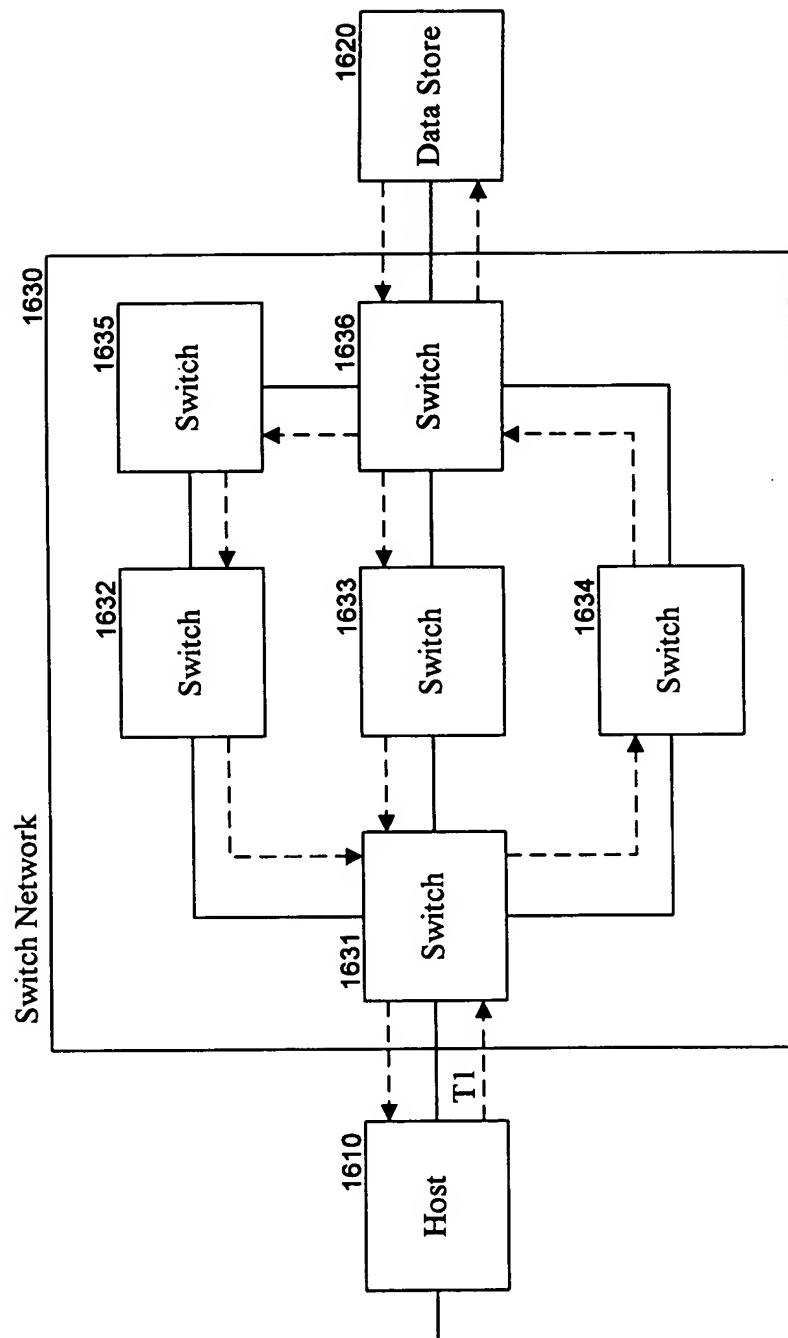 Switch Network
1630
1610
Host
T1
1631
Switch
1632
Switch
1633
Switch
1634
Switch
1635
Switch
1636
Switch
1620
Data Store